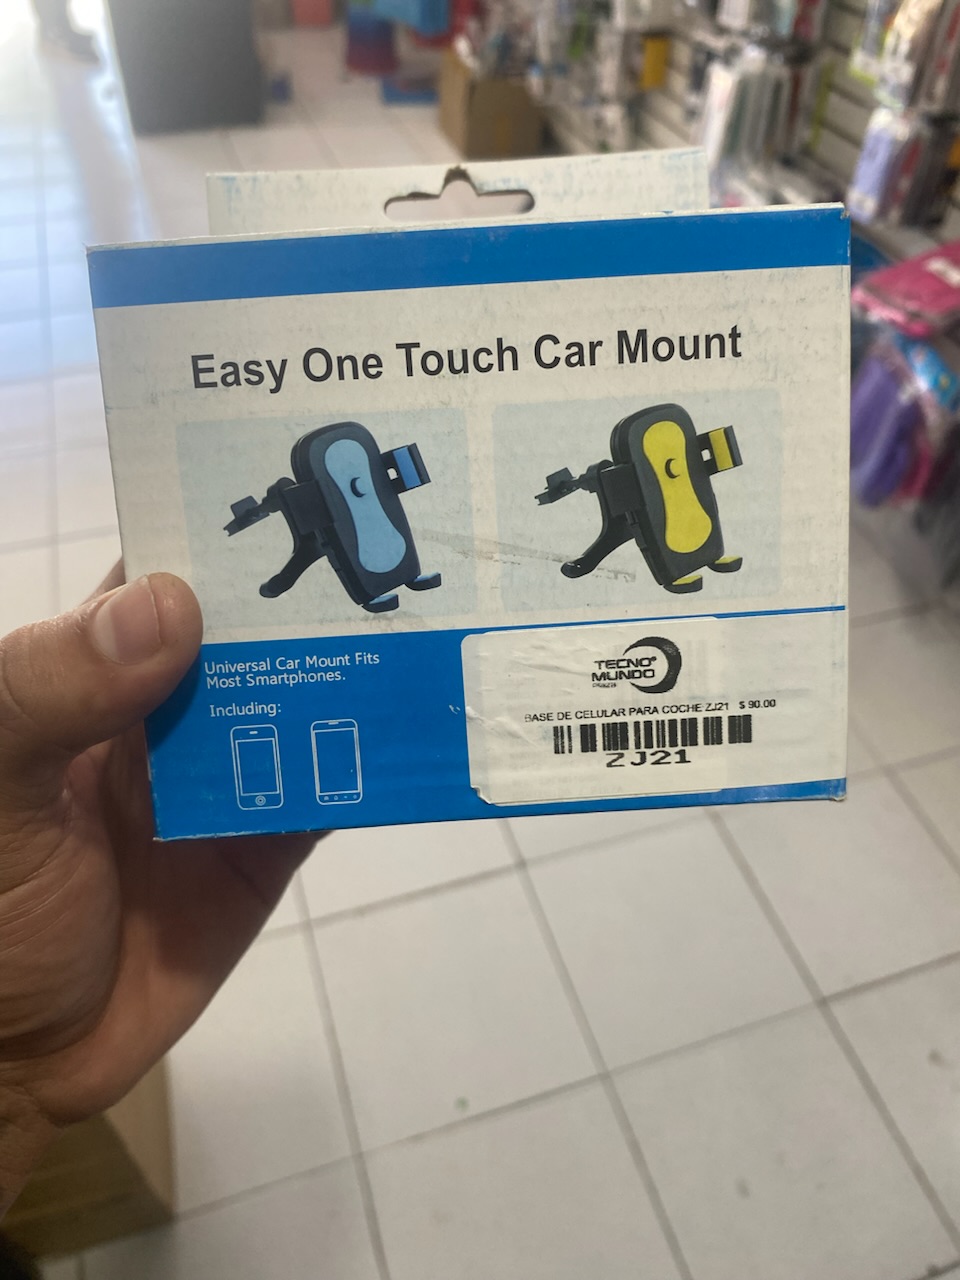 Easy One Touch Car Mount
Universal Car Mount Fits
Most Smartphones.
Including:
TECNO
MUNDO
BASE DE CELULAR PARA COCHE ZJ21 $ 90.00
ZJ21